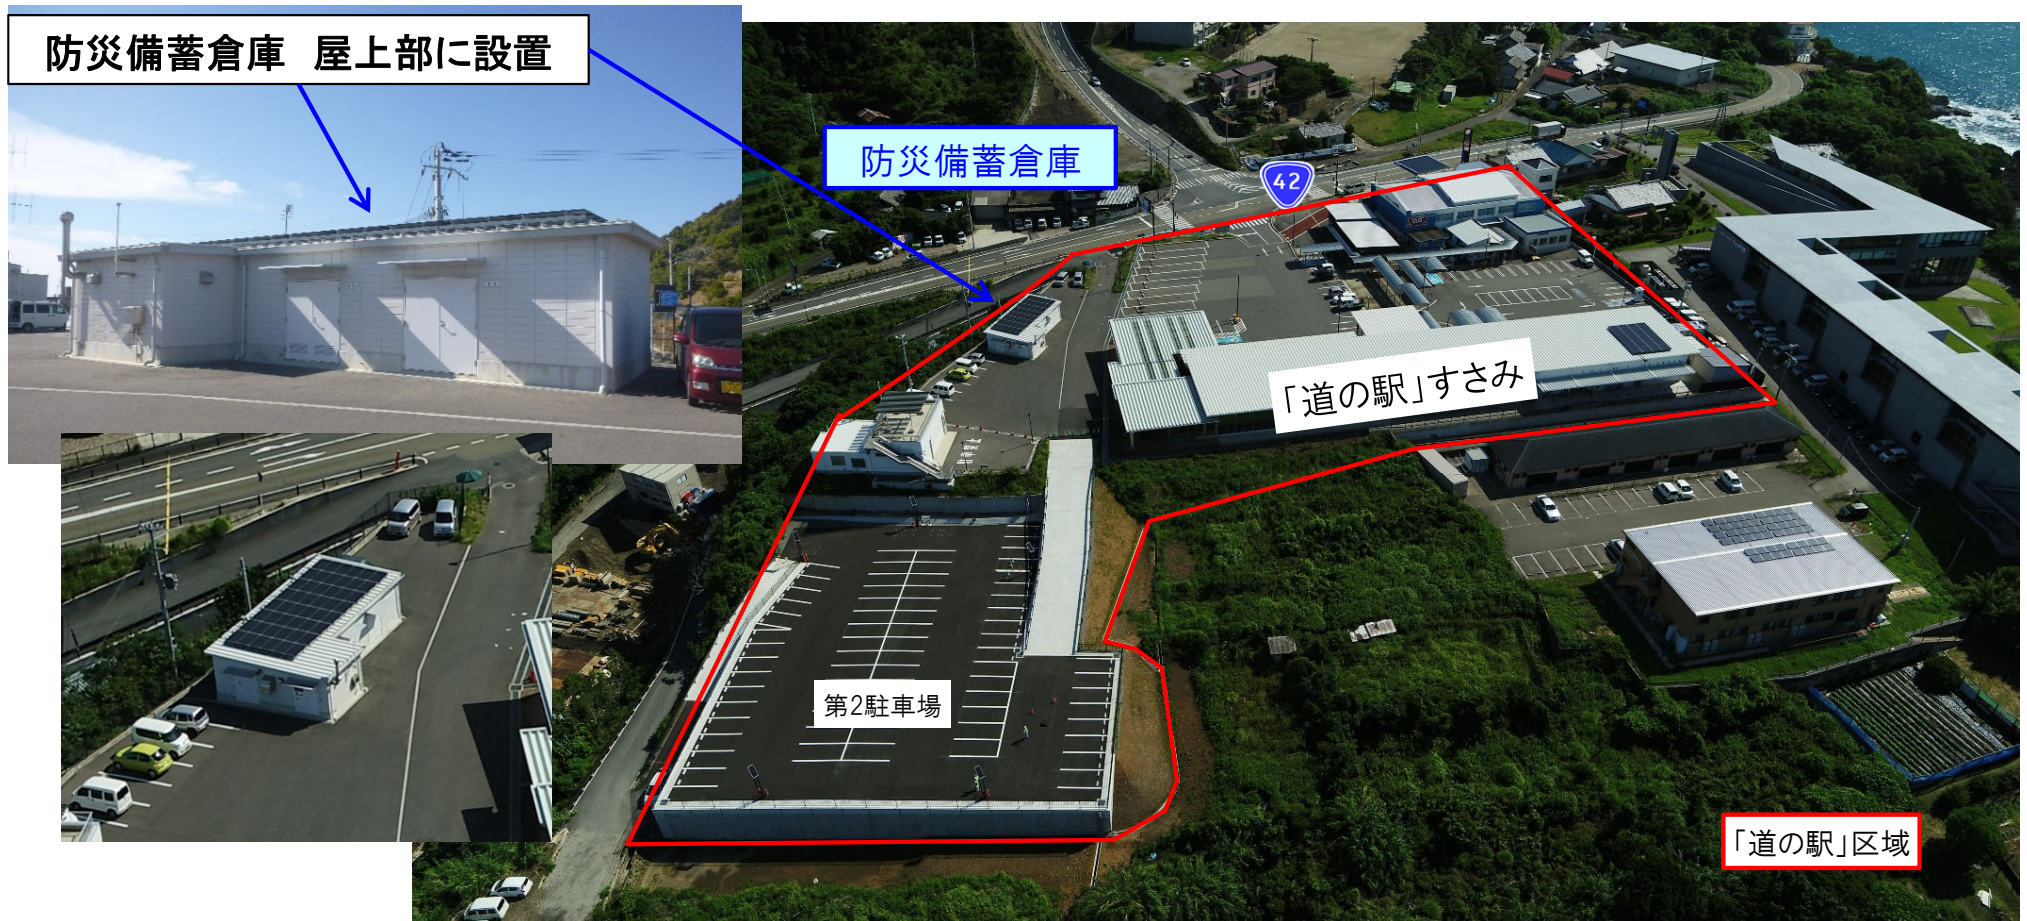 防災備蓄倉庫　屋上部に設置
防災備蓄倉庫
42
「道の駅」すさみ
第2駐車場
「道の駅」区域